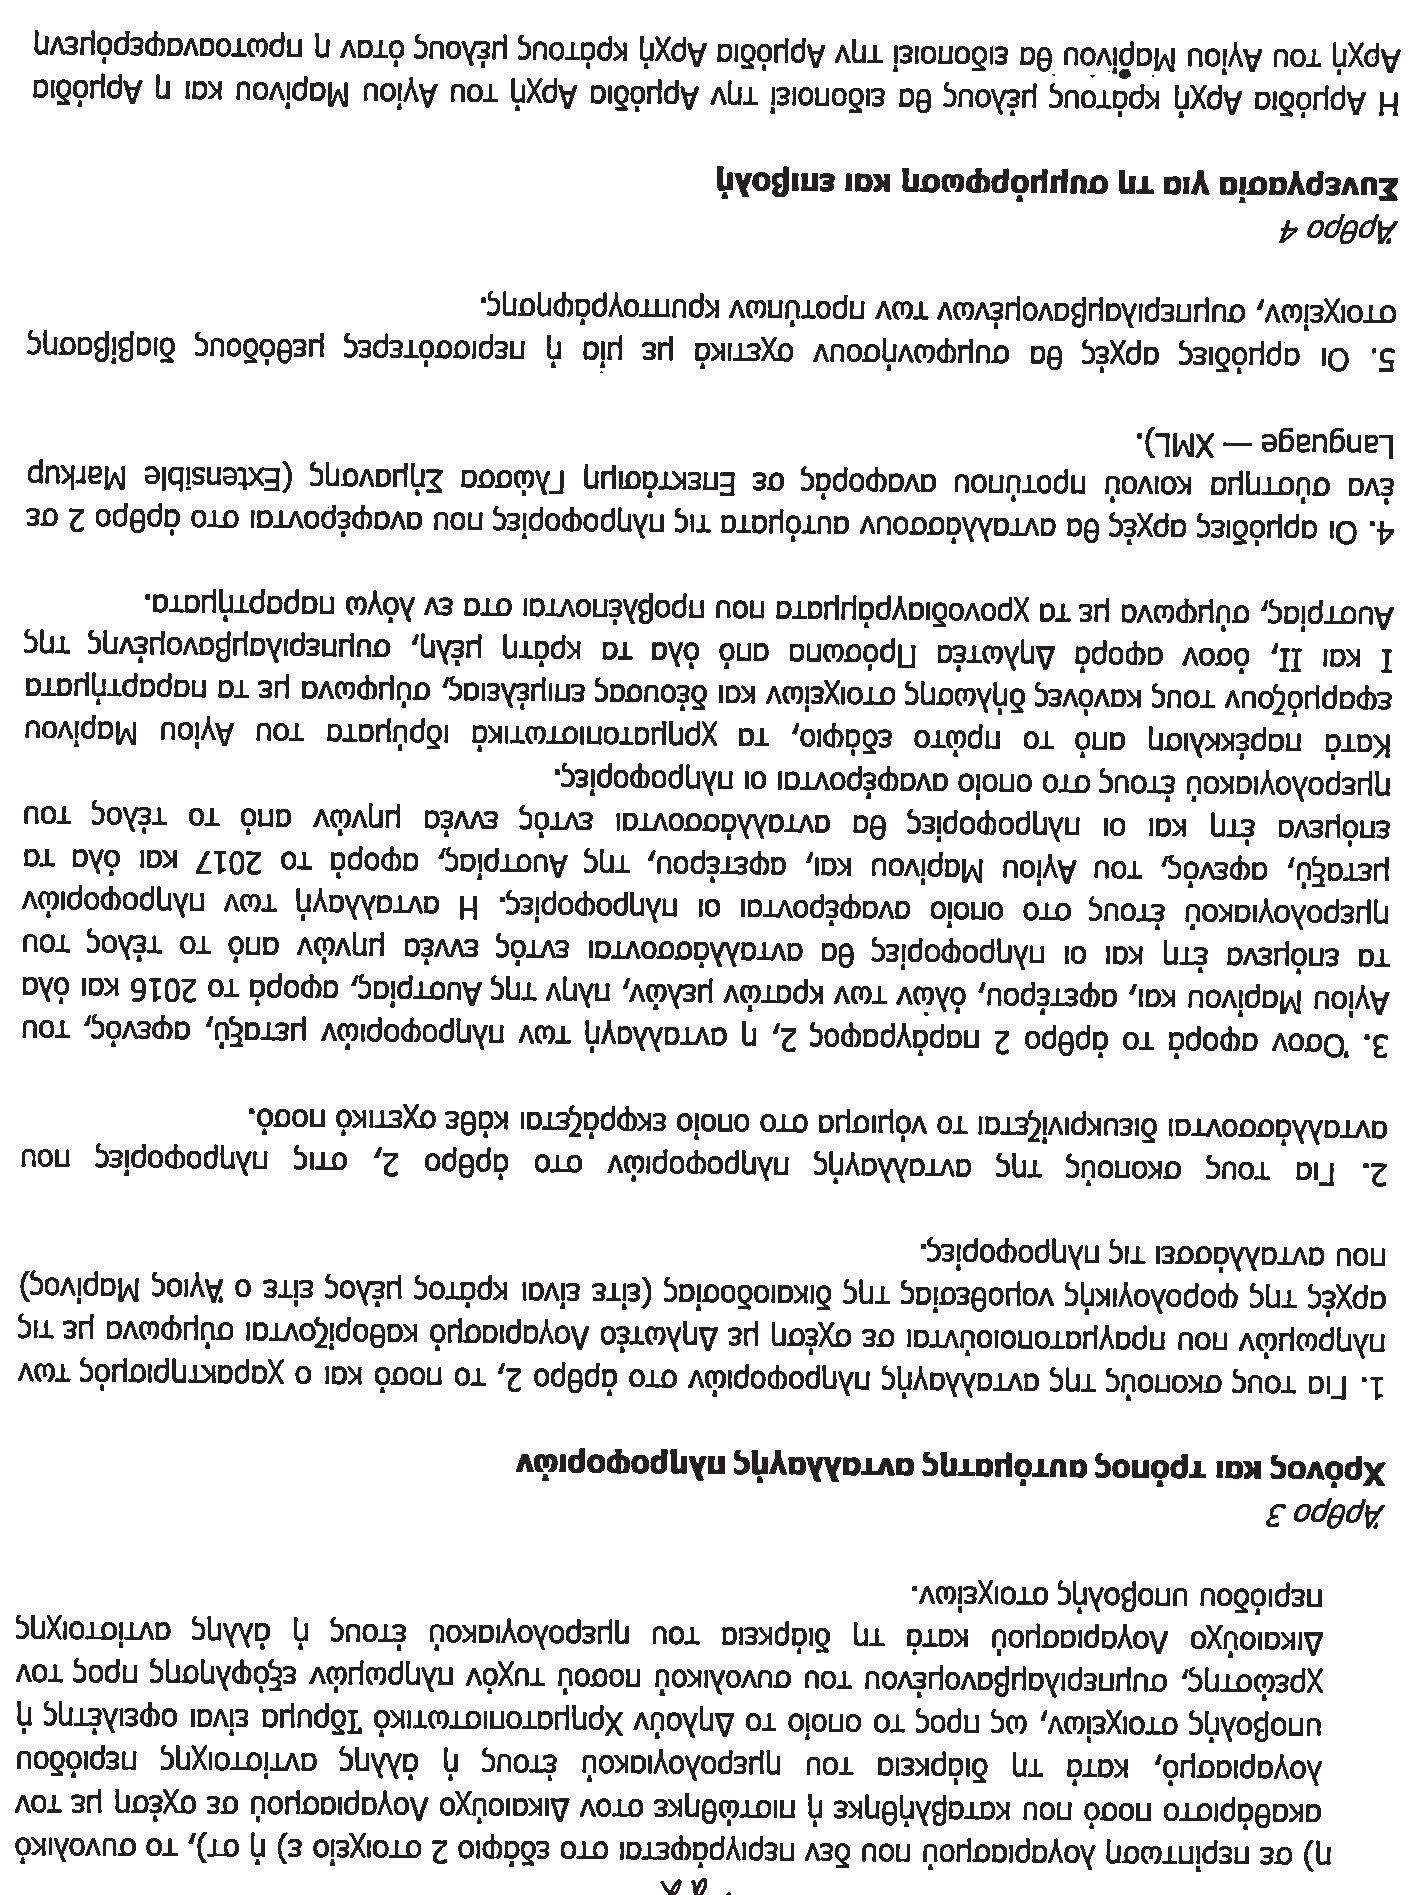 η) σε περίπτωση λογαριασμού που δεν περιγράφεται στο εδάφιο 2 στοιχείο ε) ή στ), το συνολικό
ακαθάριστο ποσό που καταβλήθηκε ή πιστώθηκε στον Δικαιούχο Λογαριασμού σε σχέση με τον
λογαριασμό, κατά τη διάρκεια του ημερολογιακού έτους ή άλλης αντίστοιχης περιόδου
υποβολής στοιχείων, ως προς το οποίο το Δηλούν Χρηματοπιστωτικό Ίδρυμα είναι οφειλέτης ή
χρεώστης, συμπεριλαμβανομένου του συνολικού ποσού τυχόν πληρωμών εξόφλησης προς τον
Δικαιούχο Λογαριασμού κατά τη διάρκεια του ημερολογιακού έτους ή άλλης αντίστοιχης
περιόδου υποβολής στοιχείων.
Άρθρο 3
Χρόνος και τρόπος αυτόματης ανταλλαγής πληροφοριών
1. Για τους σκοπούς της ανταλλαγής πληροφοριών στο άρθρο 2, το ποσό και ο χαρακτηρισμός των
πληρωμών που πραγματοποιούνται σε σχέση με Δηλωτέο Λογαριασμό καθορίζονται σύμφωνα με τις
αρχές της φορολογικής νομοθεσίας της δικαιοδοσίας (είτε είναι κράτος μέλος είτε ο Άγιος Μαρίνος)
που ανταλλάσσει τις πληροφορίες.
2. Για τους σκοπούς της ανταλλαγής πληροφοριών στο άρθρο 2, στις πληροφορίες που
ανταλλάσσονται διευκρινίζεται το νόμισμα στο οποίο εκφράζεται κάθε σχετικό ποσό.
3. Όσον αφορά το άρθρο 2 παράγραφος 2, η ανταλλαγή των πληροφοριών μεταξύ, αφενός, του
Αγίου Μαρίνου και, αφετέρου, όλων των κρατών μελών, πλην της Αυστρίας, αφορά το 2016 και όλα
τα επόμενα έτη και οι πληροφορίες θα ανταλλάσσονται εντός εννέα μηνών από το τέλος του
ημερολογιακού έτους στο οποίο αναφέρονται οι πληροφορίες. Η ανταλλαγή των πληροφοριών
μεταξύ, αφενός, του Αγίου Μαρίνου και, αφετέρου, της Αυστρίας, αφορά το 2017 και όλα τα
επόμενα έτη και οι πληροφορίες θα ανταλλάσσονται εντός εννέα μηνών από το τέλος του
ημερολογιακού έτους στο οποίο αναφέρονται οι πληροφορίες.
Κατά παρέκκλιση από το πρώτο εδάφιο, τα χρηματοπιστωτικά ιδρύματα του Αγίου Μαρίνου
εφαρμόζουν τους κανόνες δήλωσης στοιχείων και δέουσας επιμέλειας, σύμφωνα με τα παραρτήματα
I και II, όσον αφορά Δηλωτέα Πρόσωπα από όλα τα κράτη μέλη, συμπεριλαμβανομένης της
Αυστρίας, σύμφωνα με τα χρονοδιαγράμματα που προβλέπονται στα εν λόγω παραρτήματα.
4. Οι αρμόδιες αρχές θα ανταλλάσσουν αυτόματα τις πληροφορίες που αναφέρονται στο άρθρο 2 σε
ένα σύστημα κοινού προτύπου αναφοράς σε Επεκτάσιμη Γλώσσα Σήμανσης (Extensible Markup
Language — XML).
5. Οι αρμόδιες αρχές θα συμφωνήσουν σχετικά με μία ή περισσότερες μεθόδους διαβίβασης
στοιχείων, συμπεριλαμβανομένων των προτύπων κρυπτογράφησης.
Άρθρο 4
Συνεργασία για τη συμμόρφωση και επιβολή
Η Αρμόδια Αρχή κράτους μέλους θα ειδοποιεί την Αρμόδια Αρχή του Αγίου Μαρίνου και η Αρμόδια
Αρχή του Αγίου Μαρίνου θα ειδοποιεί την Αρμόδια Αρχή κράτους μέλους όταν η πρωτοαναφερόμενη